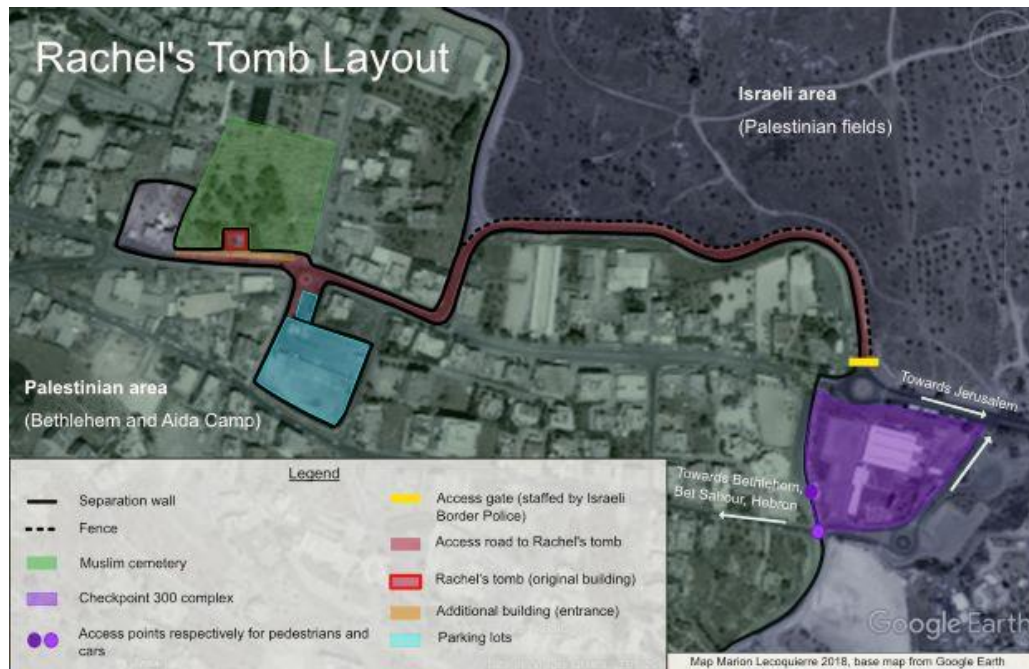 Rachel's Tomb Layout
Israeli area
(Palestinian fields)
Palestinian area
(Bethlehem and Aida Camp)
Towards Jerusalem
Towards Bethlehem,
Beit Sahour, Hebron
Legend
Separation wall
Fence
Muslim cemetery
Checkpoint 300 complex
Access points respectively for pedestrians and
cars
Access gate (staffed by Israeli
Border Police)
Access road to Rachel's tomb
Rachel's tomb (original building)
Additional building (entrance)
Parking lots
Google Earth
Map Marion Lecoquierre 2018, base map from Google Earth